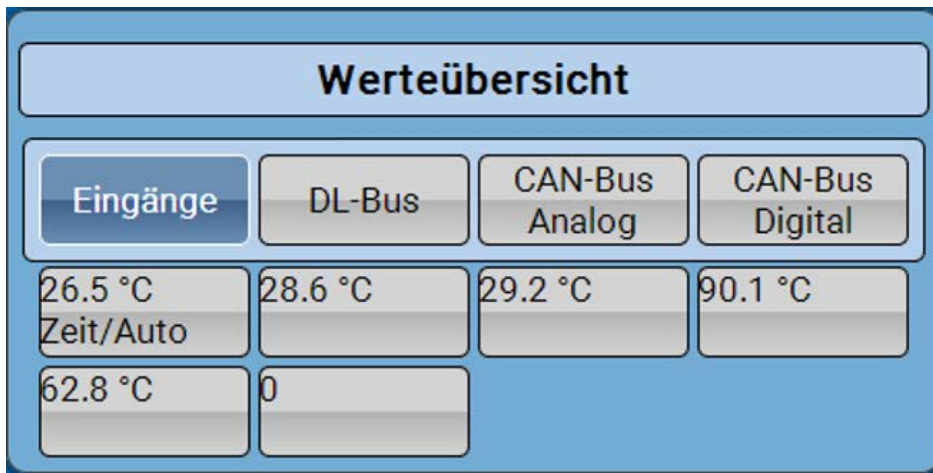 Werteübersicht
Eingänge
DL-Bus
CAN-Bus
Analog
CAN-Bus
Digital
26.5 °C
Zeit/Auto
28.6 °C
29.2 °C
90.1 °C
62.8 °C
0